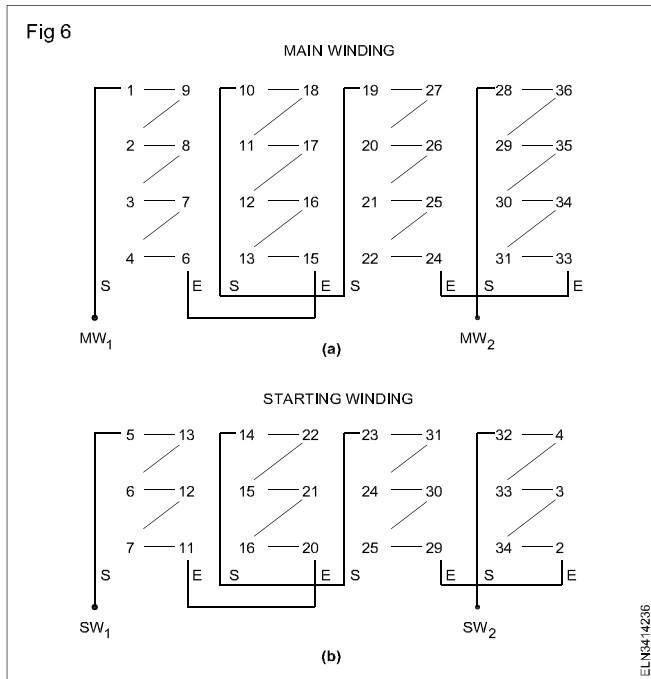 Fig 6
MAIN WINDING
1 9 10 18 19 27 28 36
2 8 11 17 20 26 29 35
3 7 12 16 21 25 30 34
4 6 13 15 22 24 31 33
S E S E S E S E
MW1 MW2
(a)
STARTING WINDING
5 13 14 22 23 31 32 4
6 12 15 21 24 30 33 3
7 11 16 20 25 29 34 2
S E S E S E S E
SW1 SW2
(b)
ELN3414236